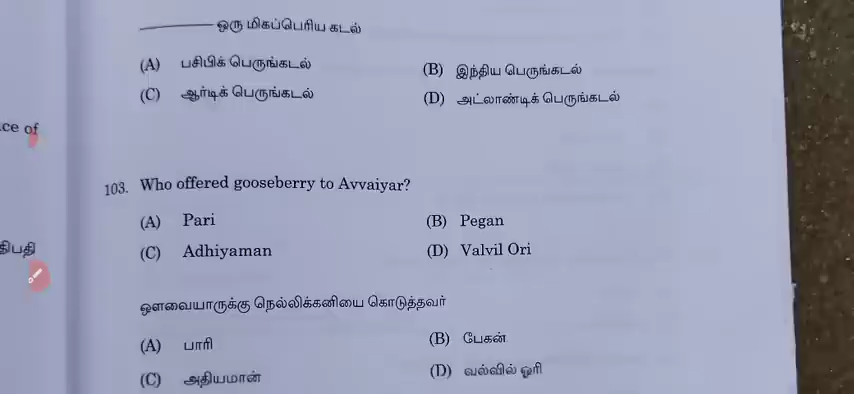 ஒரு மிகப்பெரிய கடல்
(A) பசிபிக் பெருங்கடல் (B) இந்திய பெருங்கடல்
(C) ஆர்டிக் பெருங்கடல் (D) அட்லாண்டிக் பெருங்கடல்
ce of
103. Who offered gooseberry to Avvaiyar?
(A) Pari (B) Pegan
(C) Adhiyaman (D) Valvil Ori
திபதி
ஔவையாருக்கு நெல்லிக்கனியை கொடுத்தவர்
(A) பாரி (B) பேகன்
(C) அதியமான் (D) வல்வில் ஓரி